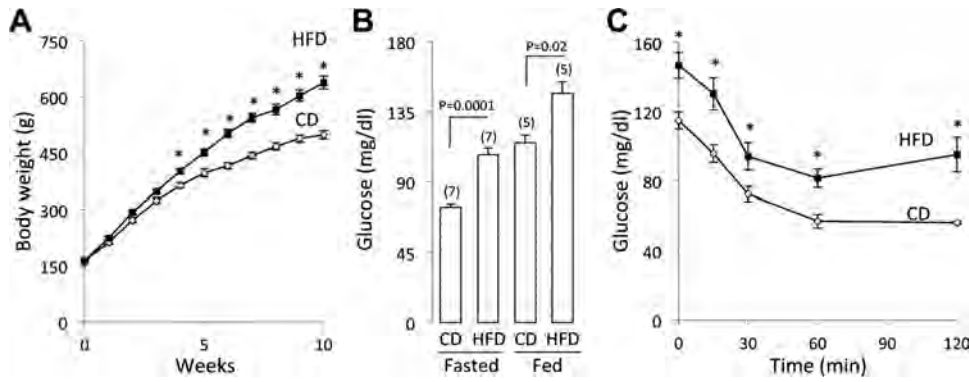 A
Body weight (g)
750
600
450
300
150
0
HFD
CD
* * * * * * *
0 5 10
Weeks
B
Glucose (mg/dl)
180
135
90
45
0
P=0.0001
P=0.02
(7)
(7)
(5)
(5)
CD HFD CD HFD
Fasted Fed
C
Glucose (mg/dl)
160
120
80
40
0
* * * * *
HFD
CD
0 30 60 120
Time (min)